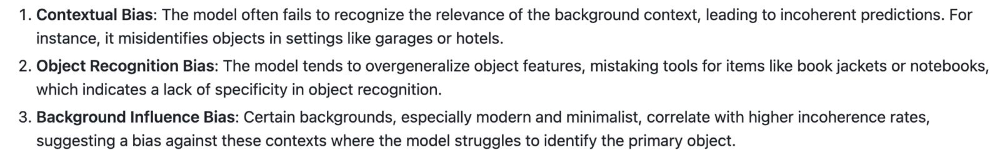 1. Contextual Bias: The model often fails to recognize the relevance of the background context, leading to incoherent predictions. For
instance, it misidentifies objects in settings like garages or hotels.
2. Object Recognition Bias: The model tends to overgeneralize object features, mistaking tools for items like book jackets or notebooks,
which indicates a lack of specificity in object recognition.
3. Background Influence Bias: Certain backgrounds, especially modern and minimalist, correlate with higher incoherence rates,
suggesting a bias against these contexts where the model struggles to identify the primary object.